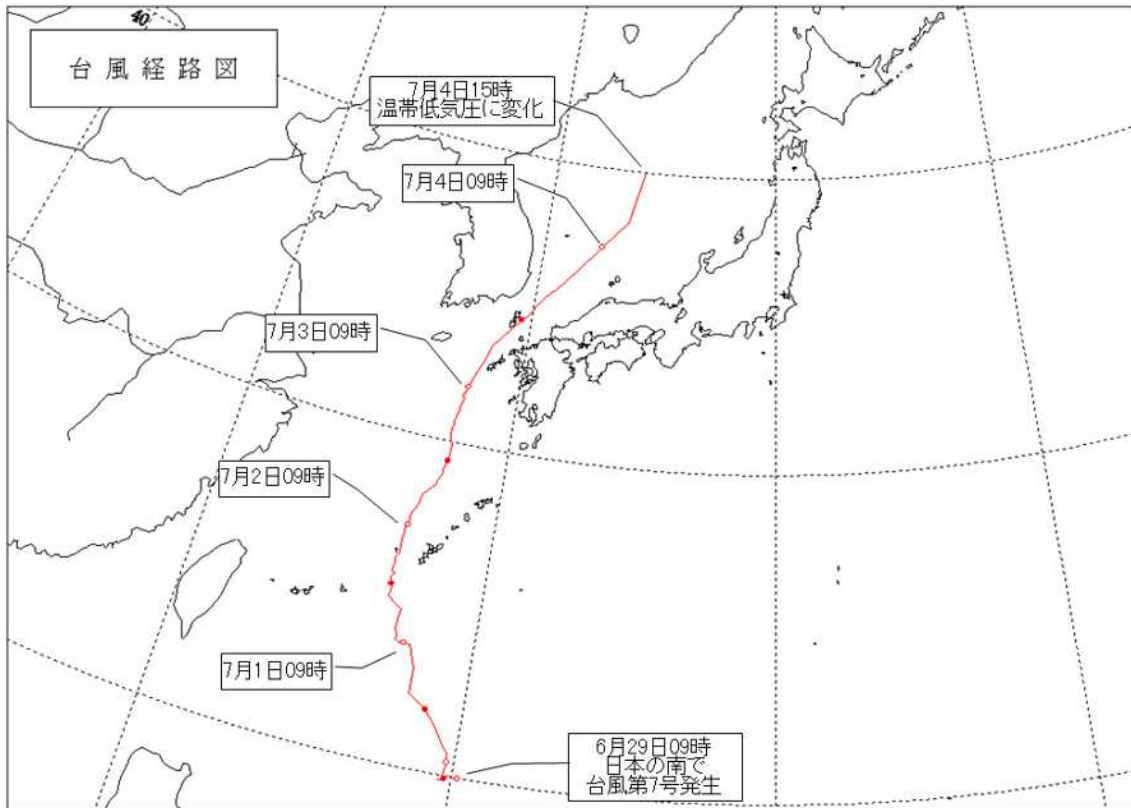 40
台風経路図
7月4日15時
温帯低気圧に変化
7月4日09時
7月3日09時
7月2日09時
7月1日09時
6月29日09時
日本の南で
台風第7号発生